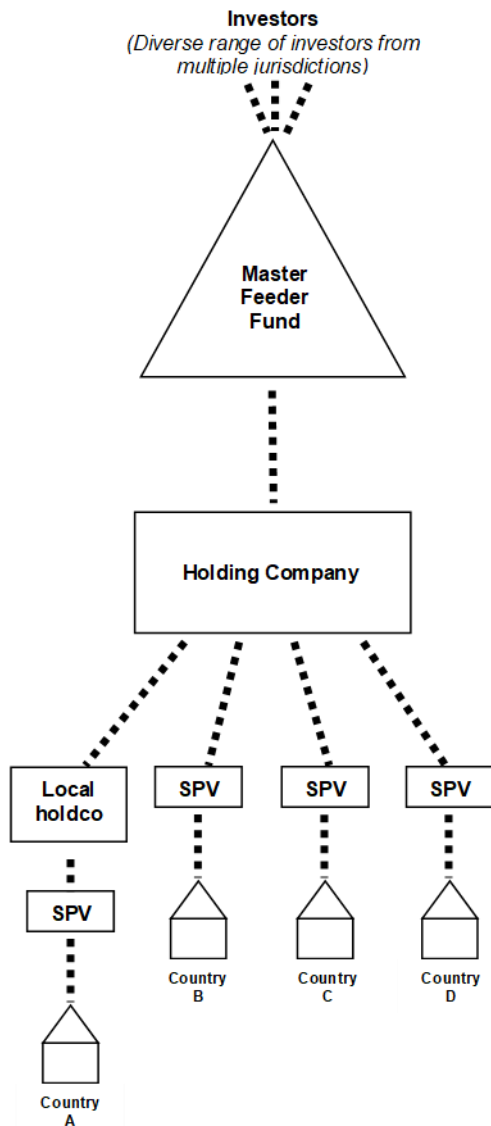 Investors
(Diverse range of investors from
multiple jurisdictions)
Master
Feeder
Fund
Holding Company
Local
holdco
SPV
SPV
SPV
SPV
Country
B
Country
C
Country
D
Country
A